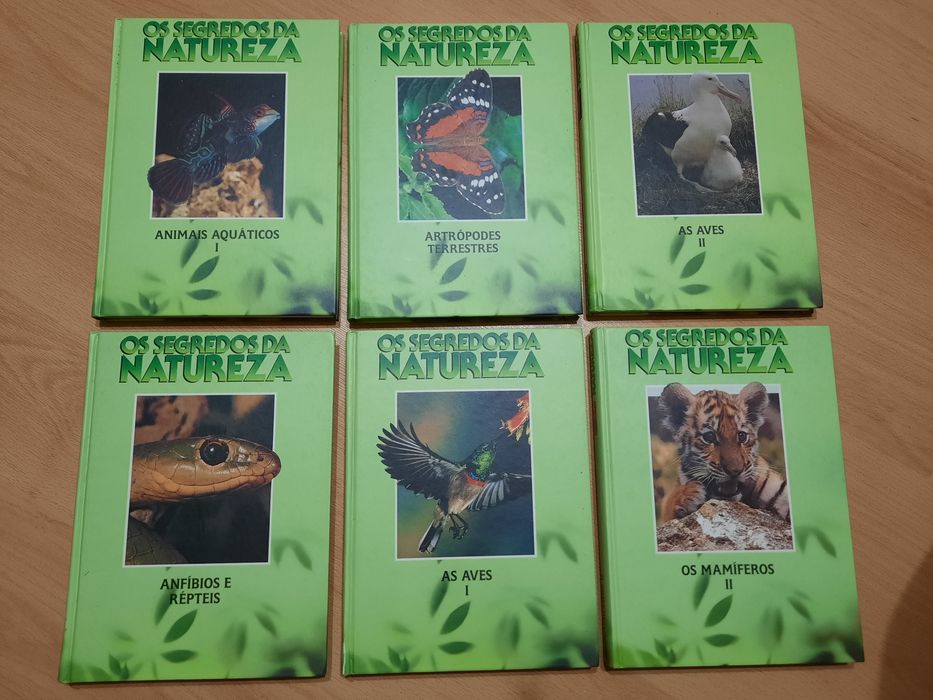 OS SEGREDOS DA
NATUREZA
ANIMAIS AQUÁTICOS
I
OS SEGREDOS DA
NATUREZA
ARTRÓPODES
TERRESTRES
OS SEGREDOS DA
NATUREZA
AS AVES
II
OS SEGREDOS DA
NATUREZA
ANFÍBIOS E
RÉPTEIS
OS SEGREDOS DA
NATUREZA
AS AVES
I
OS SEGREDOS DA
NATUREZA
OS MAMÍFEROS
II